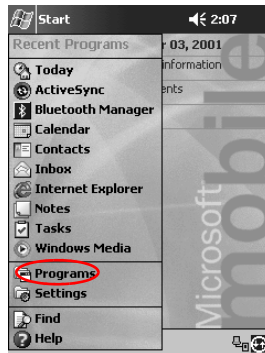 Start 2:07
Recent Programs r 03, 2001
Today information
ActiveSync ents
Bluetooth Manager
Calendar
Contacts
Inbox
Internet Explorer
Notes
Tasks
Windows Media
Programs
Settings
Find
Help
Microsoft
mobile